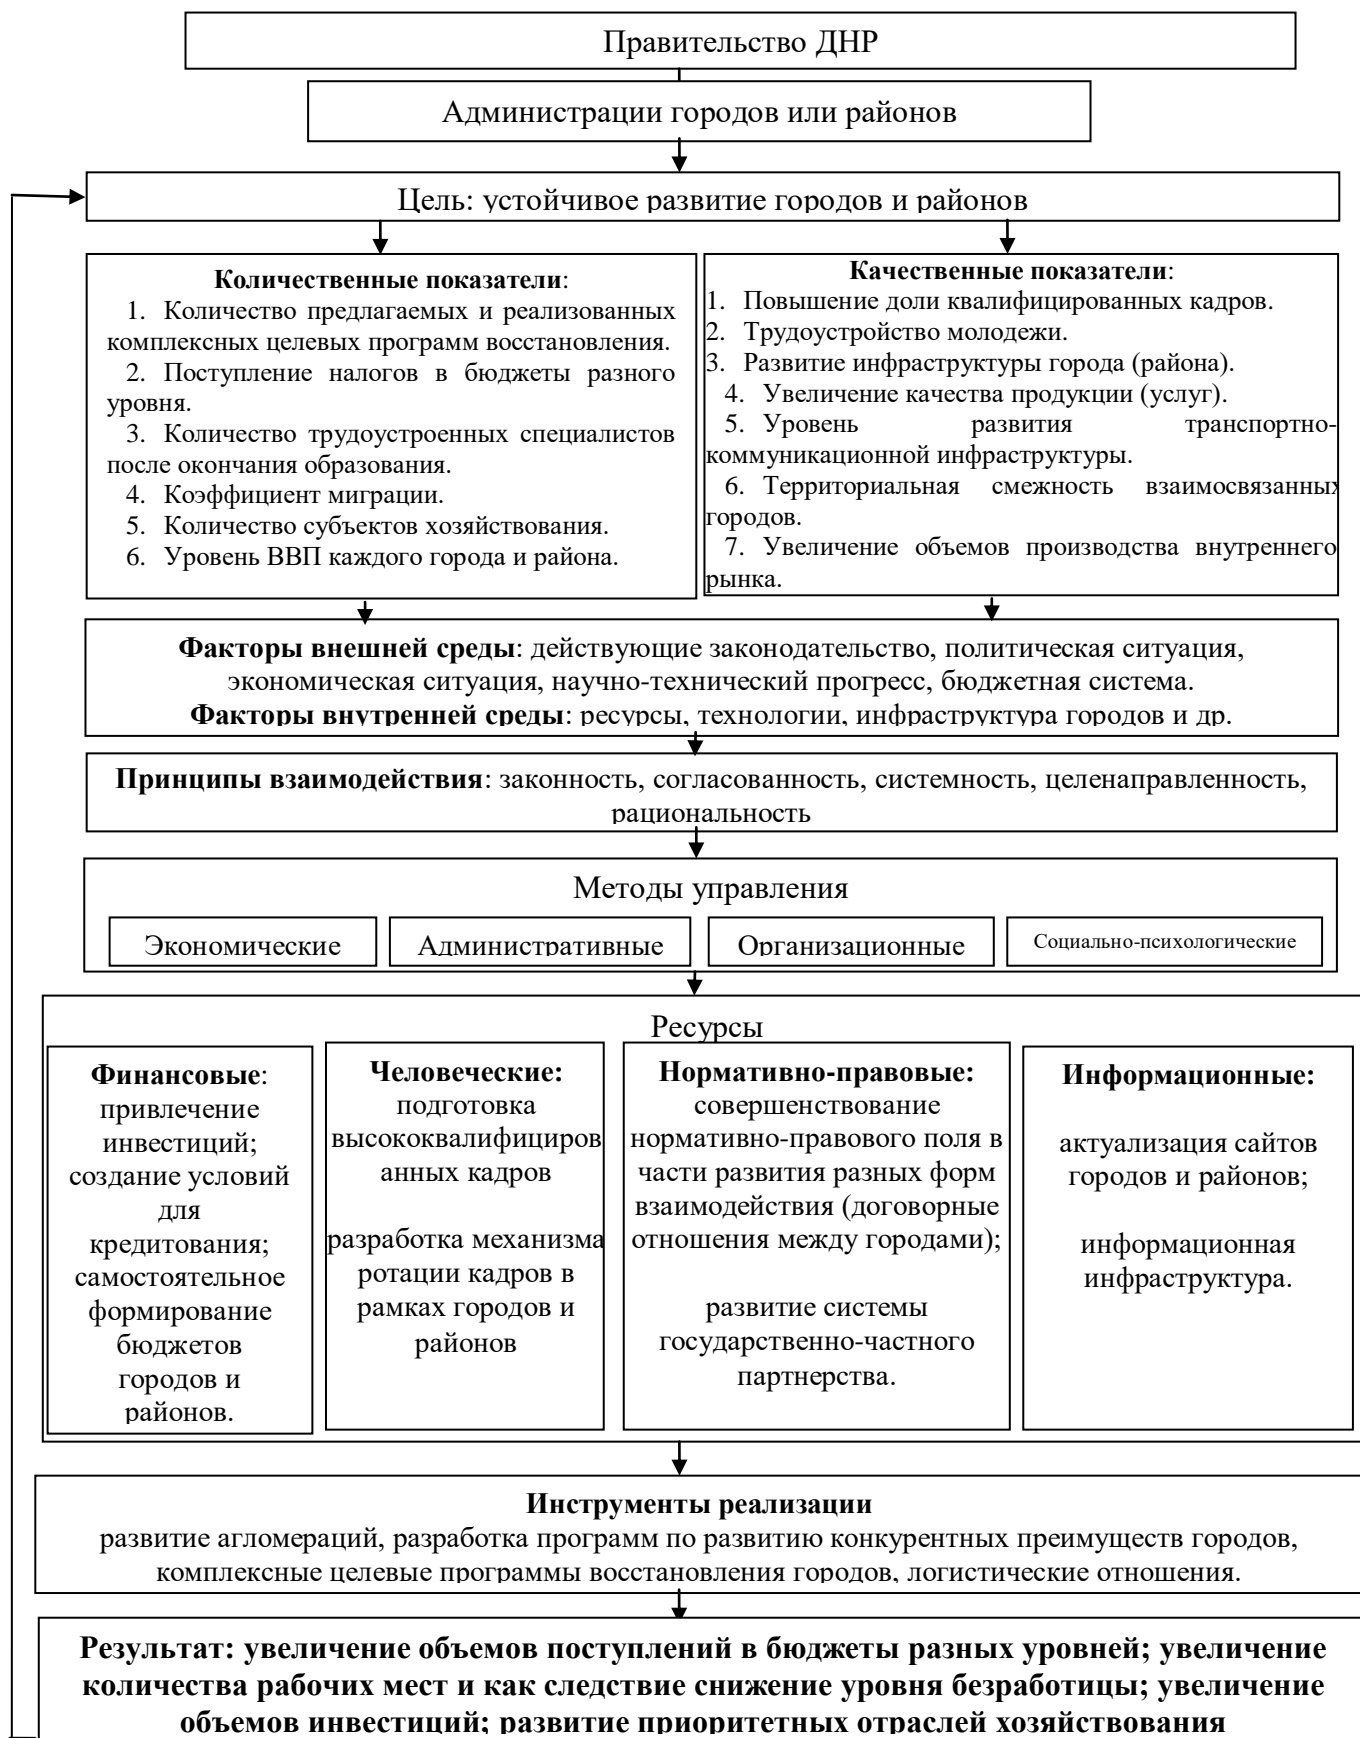 Правительство ДНР
Администрации городов или районов
Цель: устойчивое развитие городов и районов
Количественные показатели:
1. Количество предлагаемых и реализованных
комплексных целевых программ восстановления.
2. Поступление налогов в бюджеты разного
уровня.
3. Количество трудоустроенных специалистов
после окончания образования.
4. Коэффициент миграции.
5. Количество субъектов хозяйствования.
6. Уровень ВВП каждого города и района.
Качественные показатели:
1. Повышение доли квалифицированных кадров.
2. Трудоустройство молодежи.
3. Развитие инфраструктуры города (района).
4. Увеличение качества продукции (услуг).
5. Уровень развития транспортно-
коммуникационной инфраструктуры.
6. Территориальная смежность взаимосвязанных
городов.
7. Увеличение объемов производства внутреннего
рынка.
Факторы внешней среды: действующие законодательство, политическая ситуация,
экономическая ситуация, научно-технический прогресс, бюджетная система.
Факторы внутренней среды: ресурсы, технологии, инфраструктура городов и др.
Принципы взаимодействия: законность, согласованность, системность, целенаправленность,
рациональность
Методы управления
Экономические
Административные
Организационные
Социально-психологические
Ресурсы
Финансовые:
привлечение
инвестиций;
создание условий
для
кредитования;
самостоятельное
формирование
бюджетов
городов и
районов.
Человеческие:
подготовка
высококвалифициров
анных кадров
разработка механизма
ротации кадров в
рамках городов и
районов
Нормативно-правовые:
совершенствование
нормативно-правового поля в
части развития разных форм
взаимодействия (договорные
отношения между городами);
развитие системы
государственно-частного
партнерства.
Информационные:
актуализация сайтов
городов и районов;
информационная
инфраструктура.
Инструменты реализации
развитие агломераций, разработка программ по развитию конкурентных преимуществ городов,
комплексные целевые программы восстановления городов, логистические отношения.
Результат: увеличение объемов поступлений в бюджеты разных уровней; увеличение
количества рабочих мест и как следствие снижение уровня безработицы; увеличение
объемов инвестиций; развитие приоритетных отраслей хозяйствования